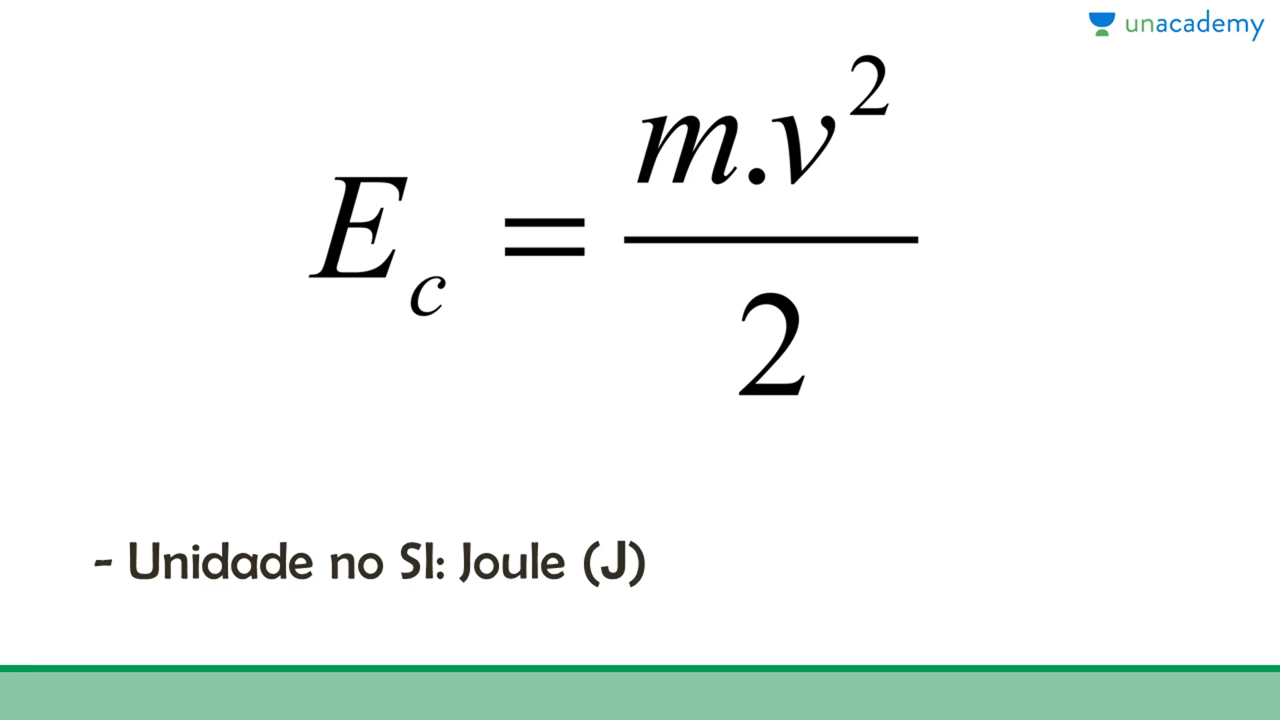 unacademy
E_c = m.v^2 / 2
- Unidade no SI: Joule (J)